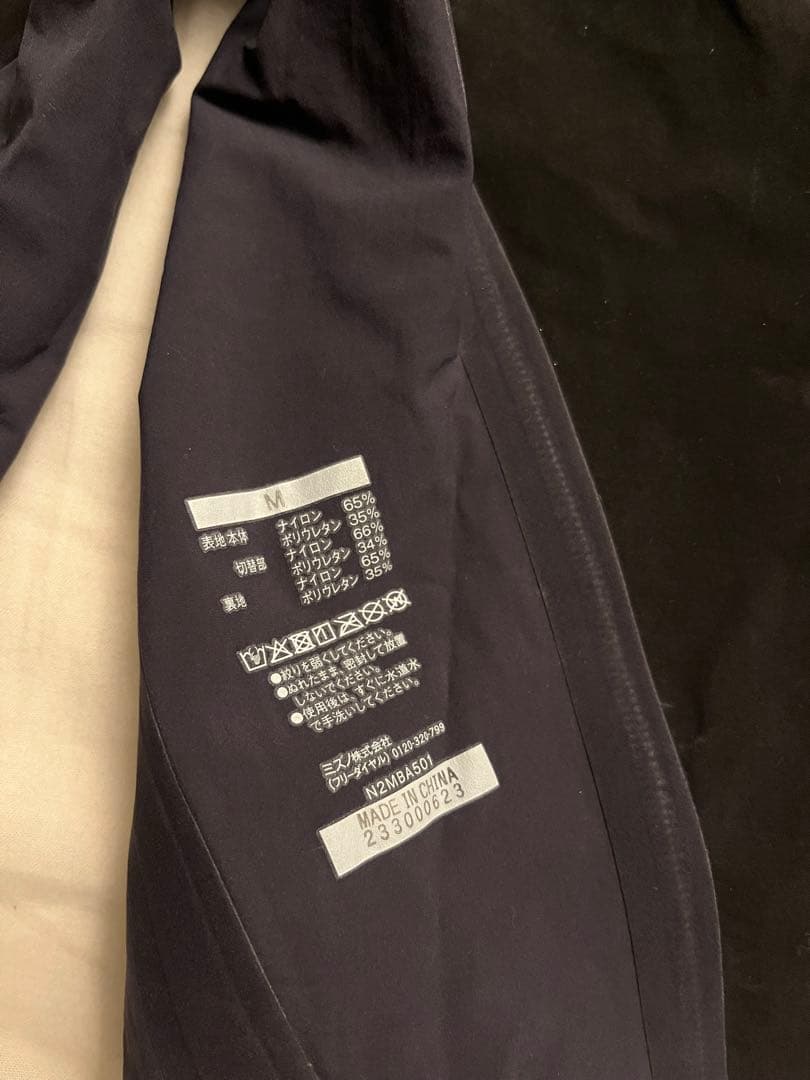 M
表地 本体 ナイロン 65%
ポリウレタン 35%
切替部 ナイロン 66%
ポリウレタン 34%
裏地 ナイロン 65%
ポリウレタン 35%
●絞りを弱くしてください。
●ぬれたまま、密封して放置
しないでください。
●使用後は、すぐに水道水
で手洗いしてください。
ミズノ株式会社
(フリーダイヤル) 0120-320-799
N2MBA501
MADE IN CHINA
233000623